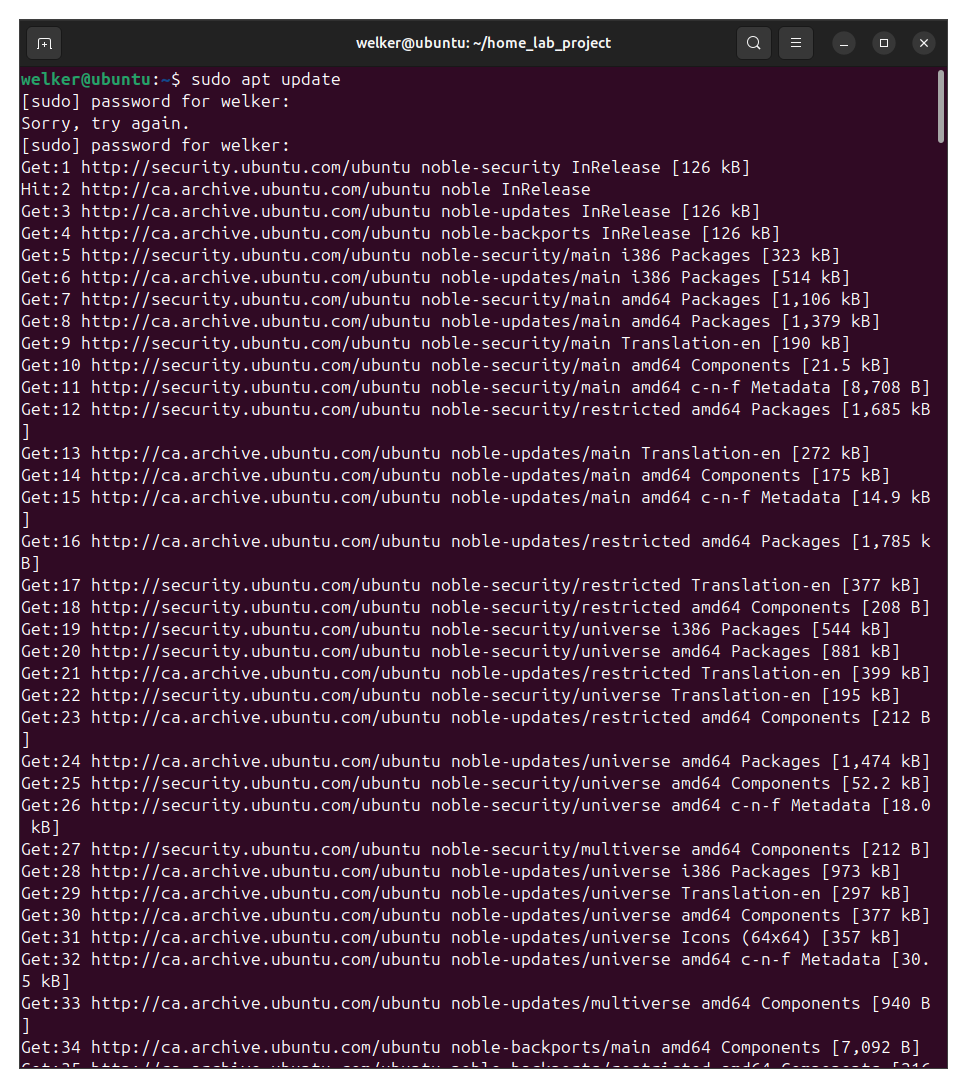 welker@ubuntu: ~/home_lab_project
welker@ubuntu:~$ sudo apt update
[sudo] password for welker:
Sorry, try again.
[sudo] password for welker:
Get:1 http://security.ubuntu.com/ubuntu noble-security InRelease [126 kB]
Hit:2 http://ca.archive.ubuntu.com/ubuntu noble InRelease
Get:3 http://ca.archive.ubuntu.com/ubuntu noble-updates InRelease [126 kB]
Get:4 http://ca.archive.ubuntu.com/ubuntu noble-backports InRelease [126 kB]
Get:5 http://security.ubuntu.com/ubuntu noble-security/main i386 Packages [323 kB]
Get:6 http://ca.archive.ubuntu.com/ubuntu noble-updates/main i386 Packages [514 kB]
Get:7 http://security.ubuntu.com/ubuntu noble-security/main amd64 Packages [1,106 kB]
Get:8 http://ca.archive.ubuntu.com/ubuntu noble-updates/main amd64 Packages [1,379 kB]
Get:9 http://security.ubuntu.com/ubuntu noble-security/main Translation-en [190 kB]
Get:10 http://security.ubuntu.com/ubuntu noble-security/main amd64 Components [21.5 kB]
Get:11 http://security.ubuntu.com/ubuntu noble-security/main amd64 c-n-f Metadata [8,708 B]
Get:12 http://security.ubuntu.com/ubuntu noble-security/restricted amd64 Packages [1,685 kB
]
Get:13 http://ca.archive.ubuntu.com/ubuntu noble-updates/main Translation-en [272 kB]
Get:14 http://ca.archive.ubuntu.com/ubuntu noble-updates/main amd64 Components [175 kB]
Get:15 http://ca.archive.ubuntu.com/ubuntu noble-updates/main amd64 c-n-f Metadata [14.9 kB
]
Get:16 http://ca.archive.ubuntu.com/ubuntu noble-updates/restricted amd64 Packages [1,785 k
B]
Get:17 http://security.ubuntu.com/ubuntu noble-security/restricted Translation-en [377 kB]
Get:18 http://security.ubuntu.com/ubuntu noble-security/restricted amd64 Components [208 B]
Get:19 http://security.ubuntu.com/ubuntu noble-security/universe i386 Packages [544 kB]
Get:20 http://security.ubuntu.com/ubuntu noble-security/universe amd64 Packages [881 kB]
Get:21 http://ca.archive.ubuntu.com/ubuntu noble-updates/restricted Translation-en [399 kB]
Get:22 http://security.ubuntu.com/ubuntu noble-security/universe Translation-en [195 kB]
Get:23 http://ca.archive.ubuntu.com/ubuntu noble-updates/restricted amd64 Components [212 B
]
Get:24 http://ca.archive.ubuntu.com/ubuntu noble-updates/universe amd64 Packages [1,474 kB]
Get:25 http://security.ubuntu.com/ubuntu noble-security/universe amd64 Components [52.2 kB]
Get:26 http://security.ubuntu.com/ubuntu noble-security/universe amd64 c-n-f Metadata [18.0
 kB]
Get:27 http://security.ubuntu.com/ubuntu noble-security/multiverse amd64 Components [212 B]
Get:28 http://ca.archive.ubuntu.com/ubuntu noble-updates/universe i386 Packages [973 kB]
Get:29 http://ca.archive.ubuntu.com/ubuntu noble-updates/universe Translation-en [297 kB]
Get:30 http://ca.archive.ubuntu.com/ubuntu noble-updates/universe amd64 Components [377 kB]
Get:31 http://ca.archive.ubuntu.com/ubuntu noble-updates/universe Icons (64x64) [357 kB]
Get:32 http://ca.archive.ubuntu.com/ubuntu noble-updates/universe amd64 c-n-f Metadata [30.
5 kB]
Get:33 http://ca.archive.ubuntu.com/ubuntu noble-updates/multiverse amd64 Components [940 B
]
Get:34 http://ca.archive.ubuntu.com/ubuntu noble-backports/main amd64 Components [7,092 B]